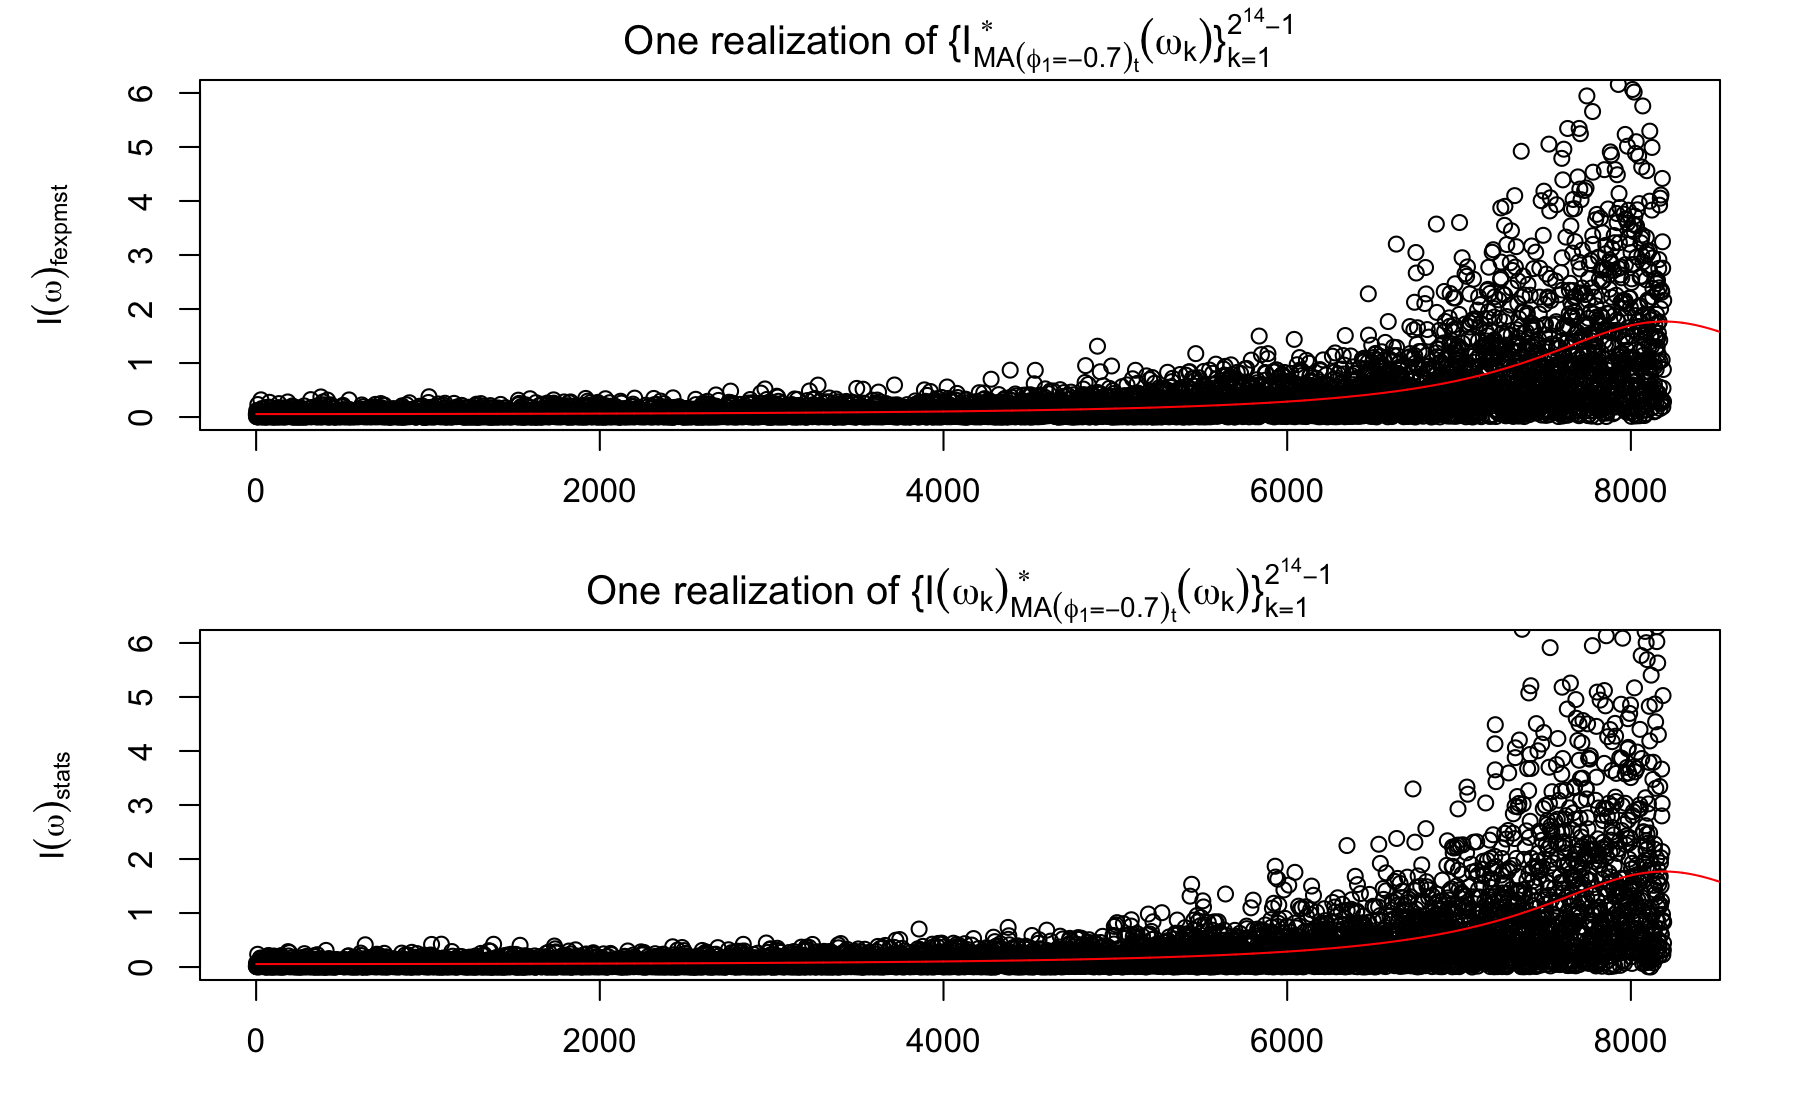 One realization of {I*MA(ϕ1=−0.7)t(ωk)}k=1 2^14−1
I(ω)fexpmst
6
5
4
3
2
1
0
0 2000 4000 6000 8000
One realization of {I(ωk)*MA(ϕ1=−0.7)t(ωk)}k=1 2^14−1
I(ω)stats
6
5
4
3
2
1
0
0 2000 4000 6000 8000